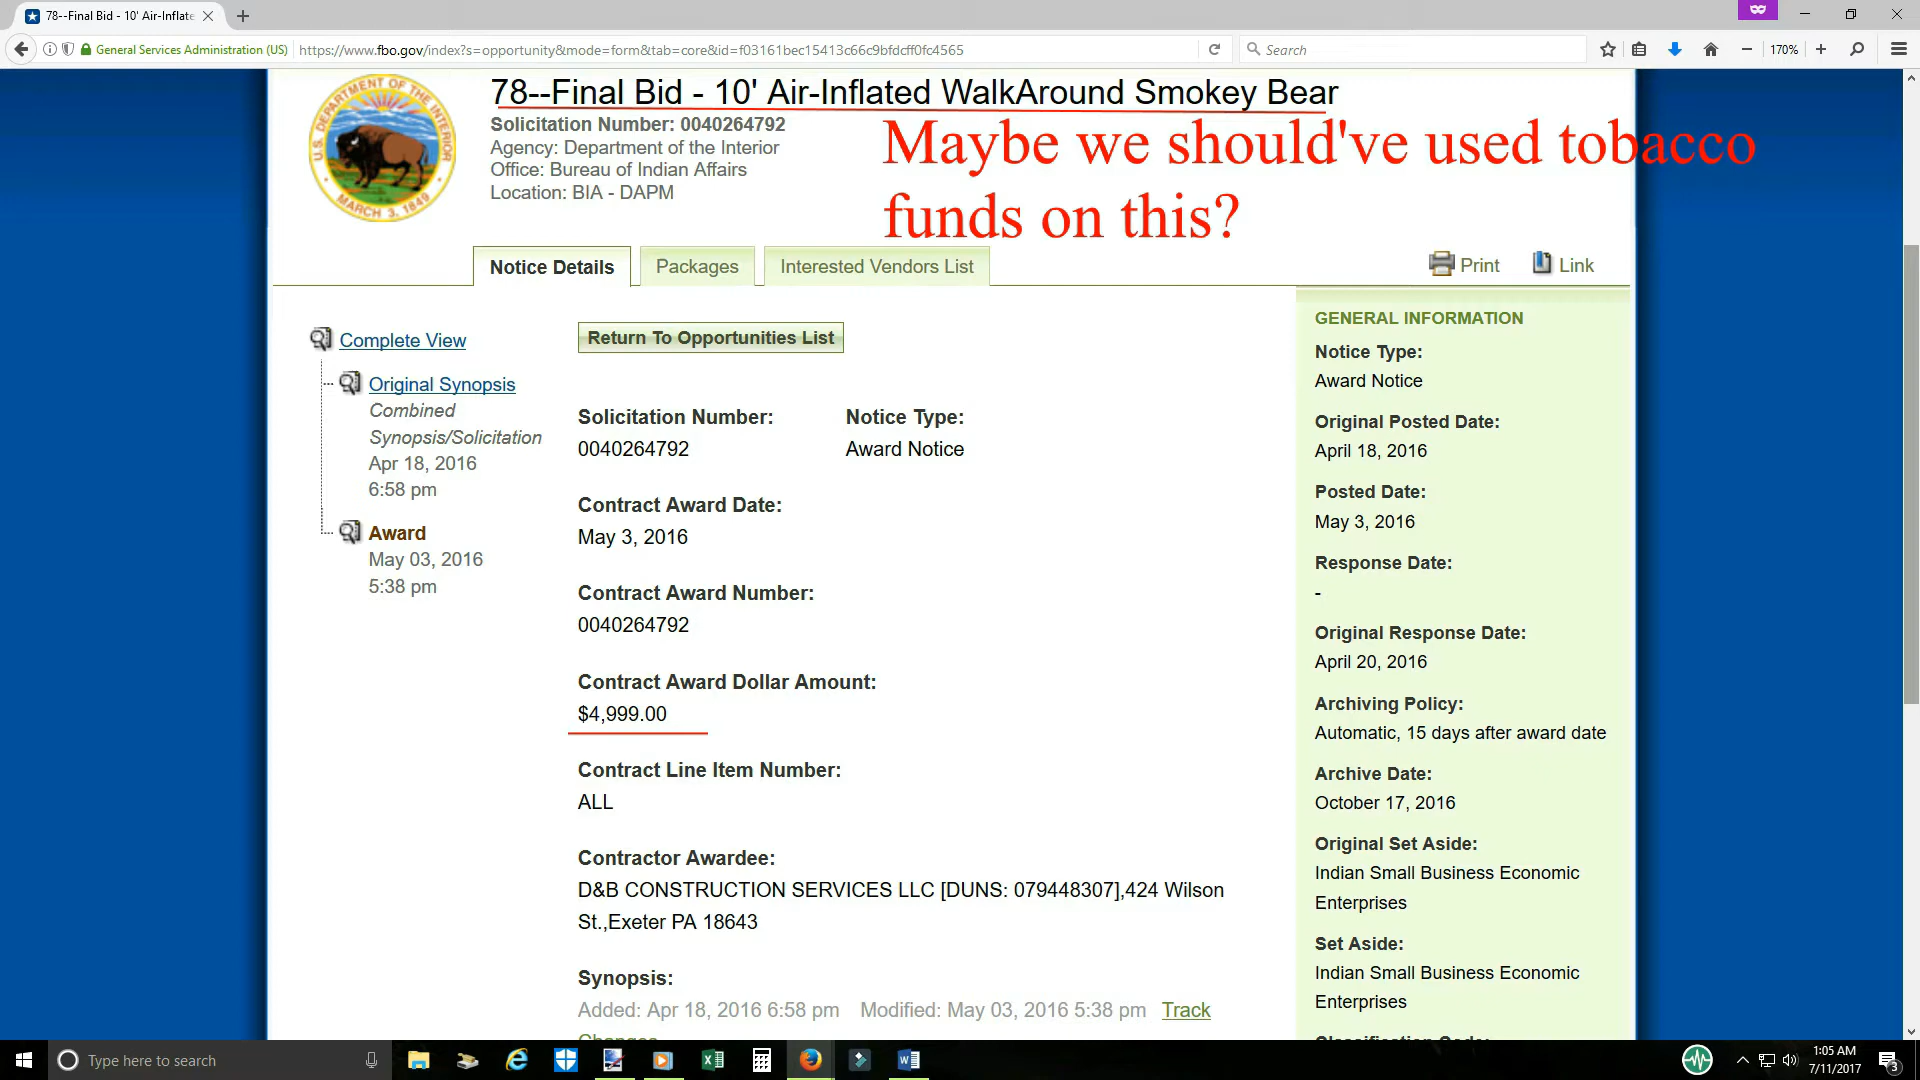 78--Final Bid - 10' Air-Inflate
General Services Administration (US)
https://www.fbo.gov/index?s=opportunity&mode=form&tab=core&id=f03161bec15413c66c9bfdcff0fc4565
Search
170%
U.S. DEPARTMENT OF THE INTERIOR
MARCH 3, 1849
78--Final Bid - 10' Air-Inflated WalkAround Smokey Bear
Solicitation Number: 0040264792
Agency: Department of the Interior
Office: Bureau of Indian Affairs
Location: BIA - DAPM
Maybe we should've used tobacco
funds on this?
Notice Details
Packages
Interested Vendors List
Print
Link
Complete View
Original Synopsis
Combined
Synopsis/Solicitation
Apr 18, 2016
6:58 pm
Award
May 03, 2016
5:38 pm
Return To Opportunities List
Solicitation Number:
0040264792
Notice Type:
Award Notice
Contract Award Date:
May 3, 2016
Contract Award Number:
0040264792
Contract Award Dollar Amount:
$4,999.00
Contract Line Item Number:
ALL
Contractor Awardee:
D&B CONSTRUCTION SERVICES LLC [DUNS: 079448307],424 Wilson
St.,Exeter PA 18643
Synopsis:
Added: Apr 18, 2016 6:58 pm Modified: May 03, 2016 5:38 pm Track
Changes
GENERAL INFORMATION
Notice Type:
Award Notice
Original Posted Date:
April 18, 2016
Posted Date:
May 3, 2016
Response Date:
-
Original Response Date:
April 20, 2016
Archiving Policy:
Automatic, 15 days after award date
Archive Date:
October 17, 2016
Original Set Aside:
Indian Small Business Economic
Enterprises
Set Aside:
Indian Small Business Economic
Enterprises
Classification Code:
Type here to search
1:05 AM
7/11/2017
3